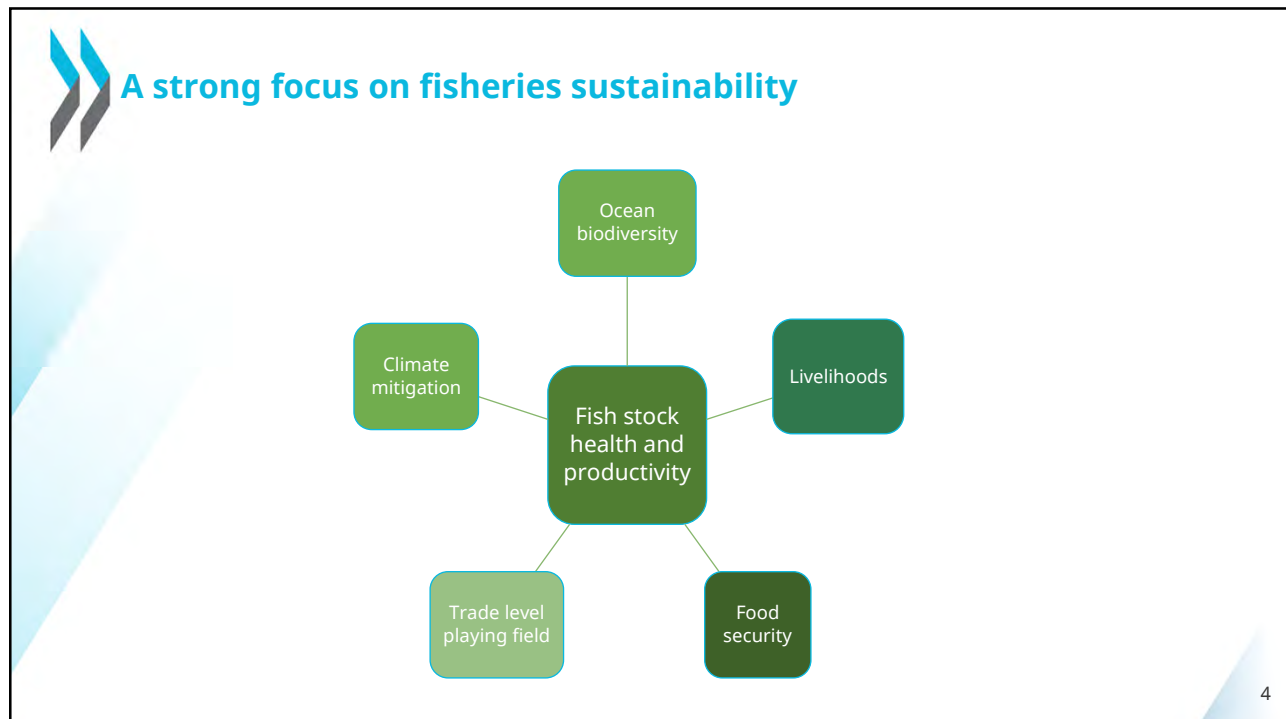 A strong focus on fisheries sustainability
Ocean
biodiversity
Climate
mitigation
Livelihoods
Fish stock
health and
productivity
Trade level
playing field
Food
security
4